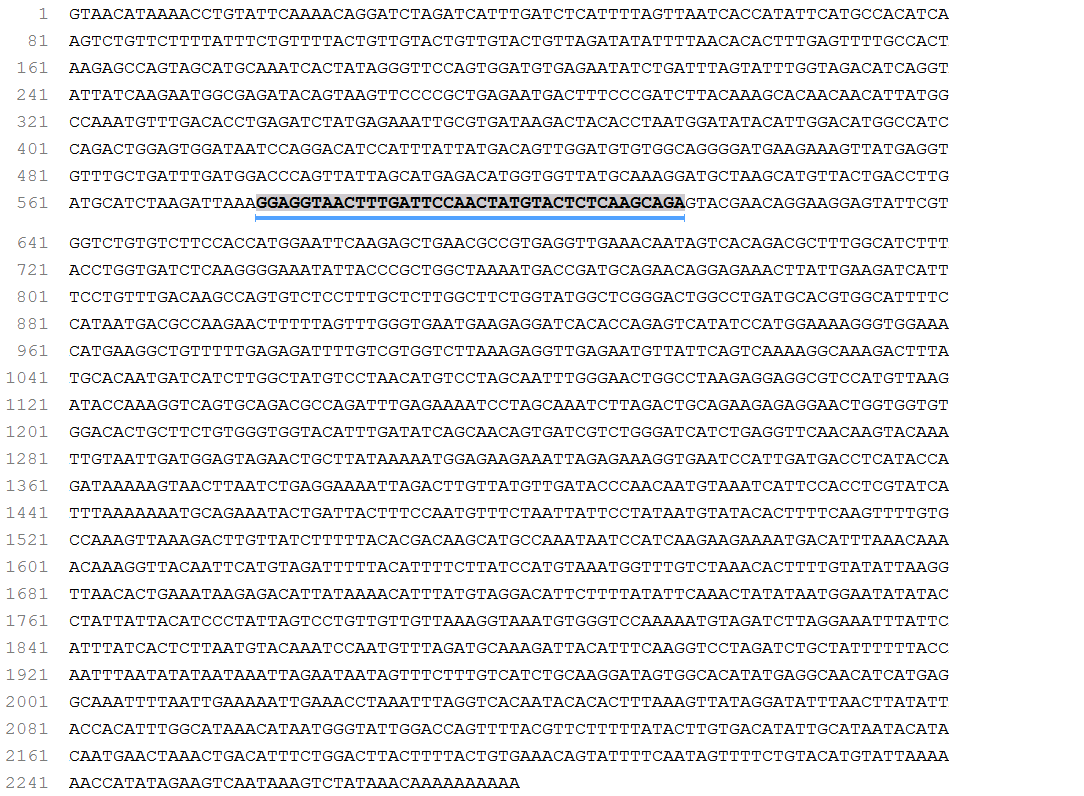 1 GTAACATAAAACCTGTATTCAAAACAGGATCTAGATCATTTGATCTCATTTTAGTTAATCACCATATTCATGCCACATCA
81 AGTCTGTTCTTTTATTTCTGTTTTACTGTTGTACTGTTGTACTGTTAGATATATTTTAACACACTTTGAGTTTTGCCACT
161 AAGAGCCAGTAGCATGCAAATCACTATAGGGTTCCAGTGGATGTGAGAATATCTGATTTAGTATTTGGTAGACATCAGGT
241 ATTATCAAGAATGGCGAGATACAGTAAGTTCCCCGCTGAGAATGACTTTCCCGATCTTACAAAGCACAACAACATTATGG
321 CCAAATGTTTGACACCTGAGATCTATGAGAAATTGCGTGATAAGACTACACCTAATGGATATACATTGGACATGGCCATC
401 CAGACTGGAGTGGATAATCCAGGACATCCATTTATTATGACAGTTGGATGTGTGGCAGGGGATGAAGAAAGTTATGAGGT
481 GTTTGCTGATTTGATGGACCCAGTTATTAGCATGAGACATGGTGGTTATGCAAAGGATGCTAAGCATGTTACTGACCTTG
561 ATGCATCTAAGATTAAAGGAGGTAACTTTGATTCCAACTATGTACTCTCAAGCAGAGTACGAACAGGAAGGAGTATTCGT
641 GGTCTGTGTCTTCCACCATGGAATTCAAGAGCTGAACGCCGTGAGGTTGAAACAATAGTCACAGACGCTTTGGCATCTTT
721 ACCTGGTGATCTCAAGGGGAAATATTACCCGCTGGCTAAAATGACCGATGCAGAACAGGAGAAACTTATTGAAGATCATT
801 TCCTGTTTGACAAGCCAGTGTCTCCTTTGCTCTTGGCTTCTGGTATGGCTCGGGACTGGCCTGATGCACGTGGCATTTTC
881 CATAATGACGCCAAGAACTTTTTAGTTTGGGTGAATGAAGAGGATCACACCAGAGTCATATCCATGGAAAAGGGTGGAAA
961 CATGAAGGCTGTTTTTGAGAGATTTTGTCGTGGTCTTAAAGAGGTTGAGAATGTTATTCAGTCAAAAGGCAAAGACTTTA
1041 TGCACAATGATCATCTTGGCTATGTCCTAACATGTCCTAGCAATTTGGGAACTGGCCTAAGAGGAGGCGTCCATGTTAAG
1121 ATACCAAAGGTCAGTGCAGACGCCAGATTTGAGAAAATCCTAGCAAATCTTAGACTGCAGAAGAGAGGAACTGGTGGTGT
1201 GGACACTGCTTCTGTGGGTGGTACATTTGATATCAGCAACAGTGATCGTCTGGGATCATCTGAGGTTCAACAAGTACAAA
1281 TTGTAATTGATGGAGTAGAACTGCTTATAAAAATGGAGAAGAAATTAGAGAAAGGTGAATCCATTGATGACCTCATACCA
1361 GATAAAAAGTAACTTAATCTGAGGAAAATTAGACTTGTTATGTTGATACCCAACAATGTAAATCATTCCACCTCGTATCA
1441 TTTAAAAAAATGCAGAAATACTGATTACTTTCCAATGTTTCTAATTATTCCTATAATGTATACACTTTTCAAGTTTTGTG
1521 CCAAAGTTAAAGACTTGTTATCTTTTTACACGACAAGCATGCCAAATAATCCATCAAGAAGAAAATGACATTTAAACAAA
1601 ACAAAGGTTACAATTCATGTAGATTTTTACATTTTCTTATCCATGTAAATGGTTTGTCTAAACACTTTTGTATATTAAGG
1681 TTAACACTGAAATAAGAGACATTATAAAACATTTATGTAGGACATTCTTTTATATTCAAACTATATAATGGAATATATAC
1761 CTATTATTACATCCCTATTAGTCCTGTTGTTGTTAAAGGTAAATGTGGGTCCAAAAATGTAGATCTTAGGAAATTTATTC
1841 ATTTATCACTCTTAATGTACAAATCCAATGTTTAGATGCAAAGATTACATTTCAAGGTCCTAGATCTGCTATTTTTTACC
1921 AATTTAATATATAATAAATTAGAATAATAGTTTCTTTGTCATCTGCAAGGATAGTGGCACATATGAGGCAACATCATGAG
2001 GCAAATTTTAATTGAAAAATTGAAACCTAAATTTAGGTCACAATACACACTTTAAAGTTATAGGATATTTAACTTATATT
2081 ACCACATTTGGCATAAACATAATGGGTATTGGACCAGTTTTACGTTCTTTTTATACTTGTGACATATTGCATAATACATA
2161 CAATGAACTAAACTGACATTTCTGGACTTACTTTTACTGTGAAACAGTATTTTCAATAGTTTTCTGTACATGTATTAAAA
2241 AACCATATAGAAGTCAATAAAGTCTATAAACAAAAAAAAAA